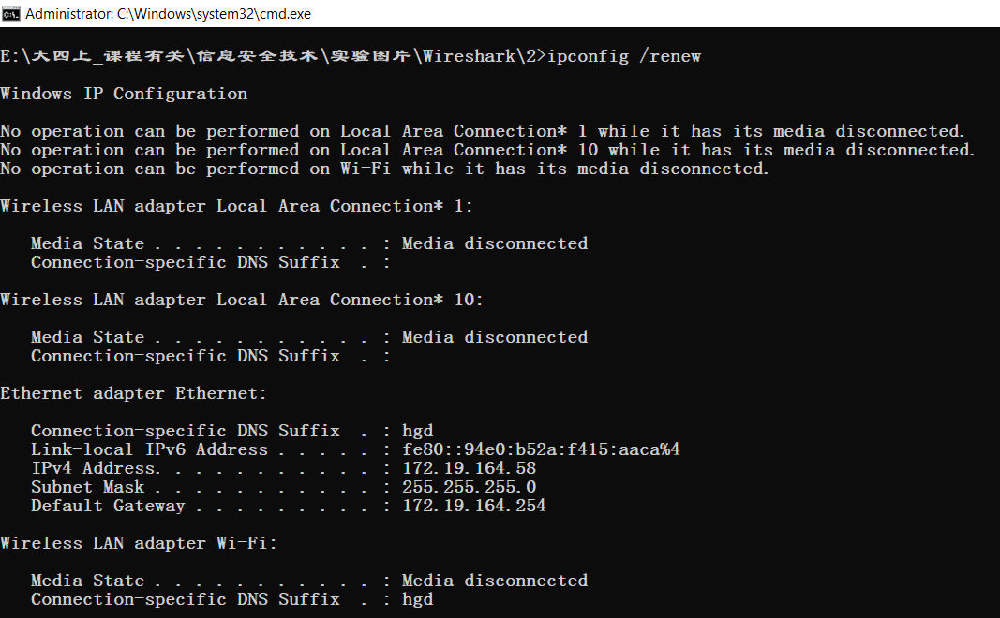 Administrator: C:\Windows\system32\cmd.exe
E:\大四上_课程有关\信息安全技术\实验图片\Wireshark\2>ipconfig /renew
Windows IP Configuration
No operation can be performed on Local Area Connection* 1 while it has its media disconnected.
No operation can be performed on Local Area Connection* 10 while it has its media disconnected.
No operation can be performed on Wi-Fi while it has its media disconnected.
Wireless LAN adapter Local Area Connection* 1:
Media State . . . . . . . . . . . : Media disconnected
Connection-specific DNS Suffix  . :
Wireless LAN adapter Local Area Connection* 10:
Media State . . . . . . . . . . . : Media disconnected
Connection-specific DNS Suffix  . :
Ethernet adapter Ethernet:
Connection-specific DNS Suffix  . : hgd
Link-local IPv6 Address . . . . . : fe80::94e0:b52a:f415:aaca%4
IPv4 Address. . . . . . . . . . . : 172.19.164.58
Subnet Mask . . . . . . . . . . . : 255.255.255.0
Default Gateway . . . . . . . . . : 172.19.164.254
Wireless LAN adapter Wi-Fi:
Media State . . . . . . . . . . . : Media disconnected
Connection-specific DNS Suffix  . : hgd